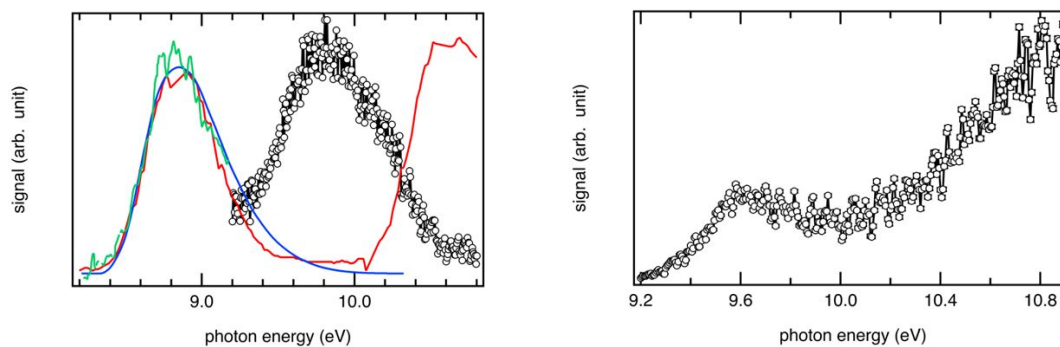 signal (arb. unit)
9.0 10.0
photon energy (eV)
signal (arb. unit)
9.2 9.6 10.0 10.4 10.8
photon energy (eV)